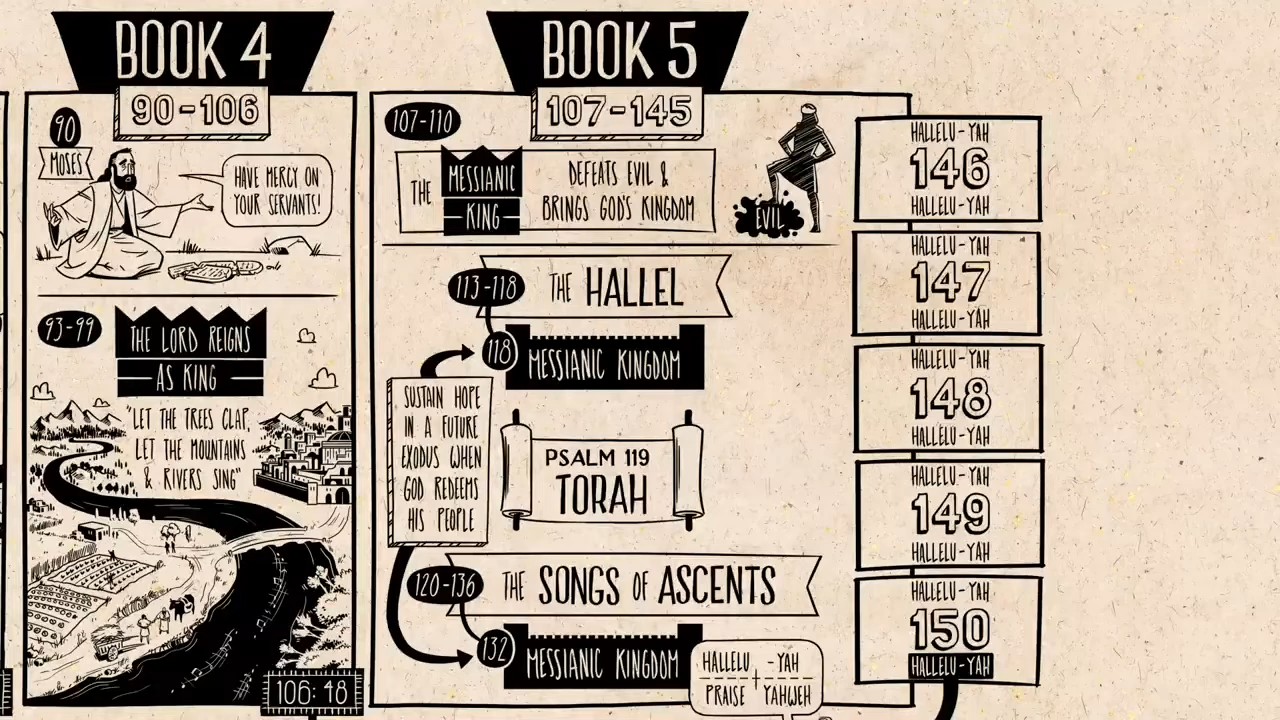 BOOK 4
90-106
90
MOSES
HAVE MERCY ON
YOUR SERVANTS!
93-99
THE LORD REIGNS
AS KING
"LET THE TREES CLAP,
LET THE MOUNTAINS
& RIVERS SING"
106:48
BOOK 5
107-145
107-110
THE
MESSIANIC
KING
DEFEATS EVIL &
BRINGS GOD'S KINGDOM
EVIL
113-118
THE HALLEL
118
MESSIANIC KINGDOM
SUSTAIN HOPE
IN A FUTURE
EXODUS WHEN
GOD REDEEMS
HIS PEOPLE
PSALM 119
TORAH
120-136
THE SONGS OF ASCENTS
132
MESSIANIC KINGDOM
HALLELU -YAH
PRAISE YAHWEH
HALLELU-YAH
146
HALLELU-YAH
HALLELU-YAH
147
HALLELU-YAH
HALLELU-YAH
148
HALLELU-YAH
HALLELU-YAH
149
HALLELU-YAH
HALLELU-YAH
150
HALLELU-YAH